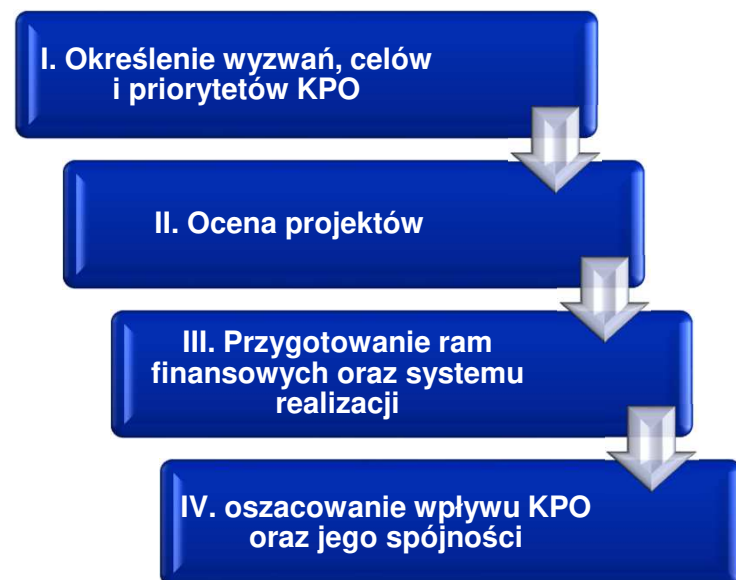 I. Określenie wyzwań, celów
i priorytetów KPO
II. Ocena projektów
III. Przygotowanie ram
finansowych oraz systemu
realizacji
IV. oszacowanie wpływu KPO
oraz jego spójności